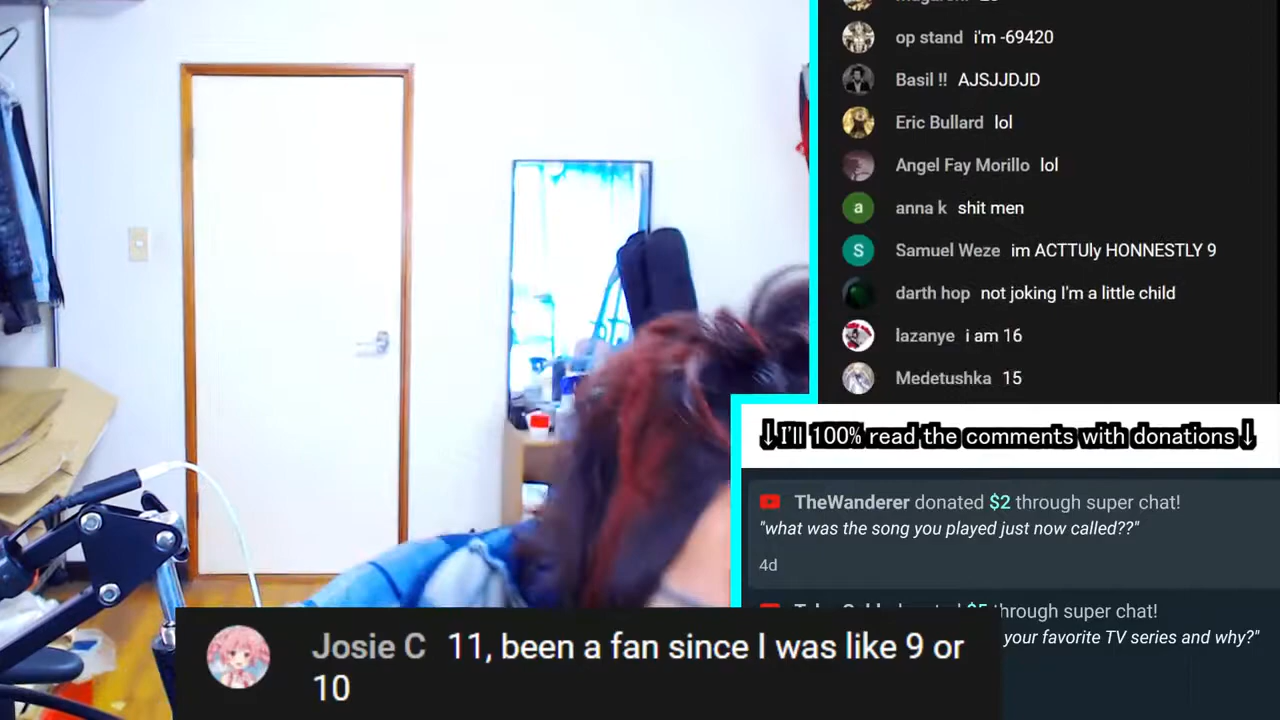 op stand i'm -69420
Basil !! AJSJJDJD
Eric Bullard lol
Angel Fay Morillo lol
a anna k shit men
S Samuel Weze im ACTTUly HONNESTLY 9
darth hop not joking I'm a little child
lazanye i am 16
Medetushka 15
↓I'll 100% read the comments with donations↓
TheWanderer donated $2 through super chat!
"what was the song you played just now called??"
4d
through super chat!
your favorite TV series and why?"
Josie C 11, been a fan since I was like 9 or
10